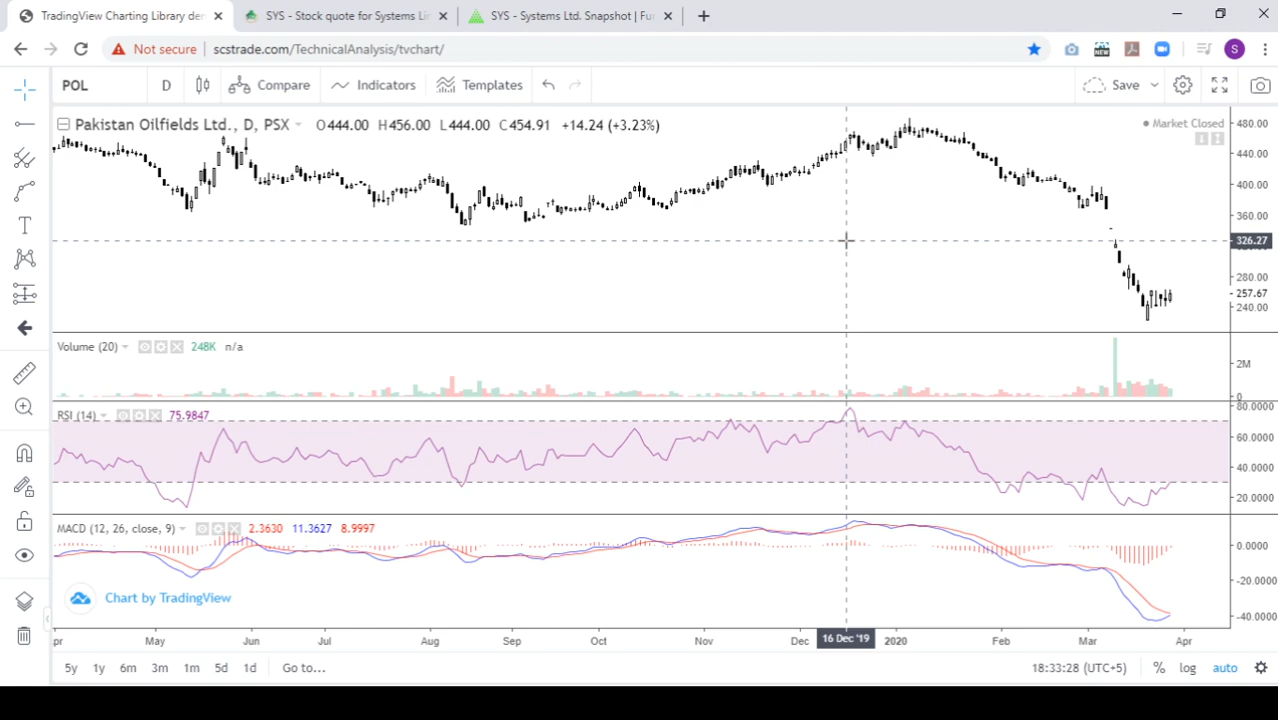 TradingView Charting Library der
SYS - Stock quote for Systems Li
SYS - Systems Ltd. Snapshot | Fu
Not secure | scstrade.com/TechnicalAnalysis/tvchart/
NEW
S
POL D Compare Indicators Templates Save
Pakistan Oilfields Ltd., D, PSX O444.00 H456.00 L444.00 C454.91 +14.24 (+3.23%)
Market Closed
480.00
440.00
400.00
360.00
326.27
280.00
257.67
240.00
Volume (20) 248K n/a
2M
0
RSI (14) 75.9847
80.0000
60.0000
40.0000
20.0000
MACD (12, 26, close, 9) 2.3630 11.3627 8.9997
0.0000
-20.0000
-40.0000
Chart by TradingView
pr May Jun Jul Aug Sep Oct Nov Dec 16 Dec '19 2020 Feb Mar Apr
5y 1y 6m 3m 1m 5d 1d Go to... 18:33:28 (UTC+5) % log auto